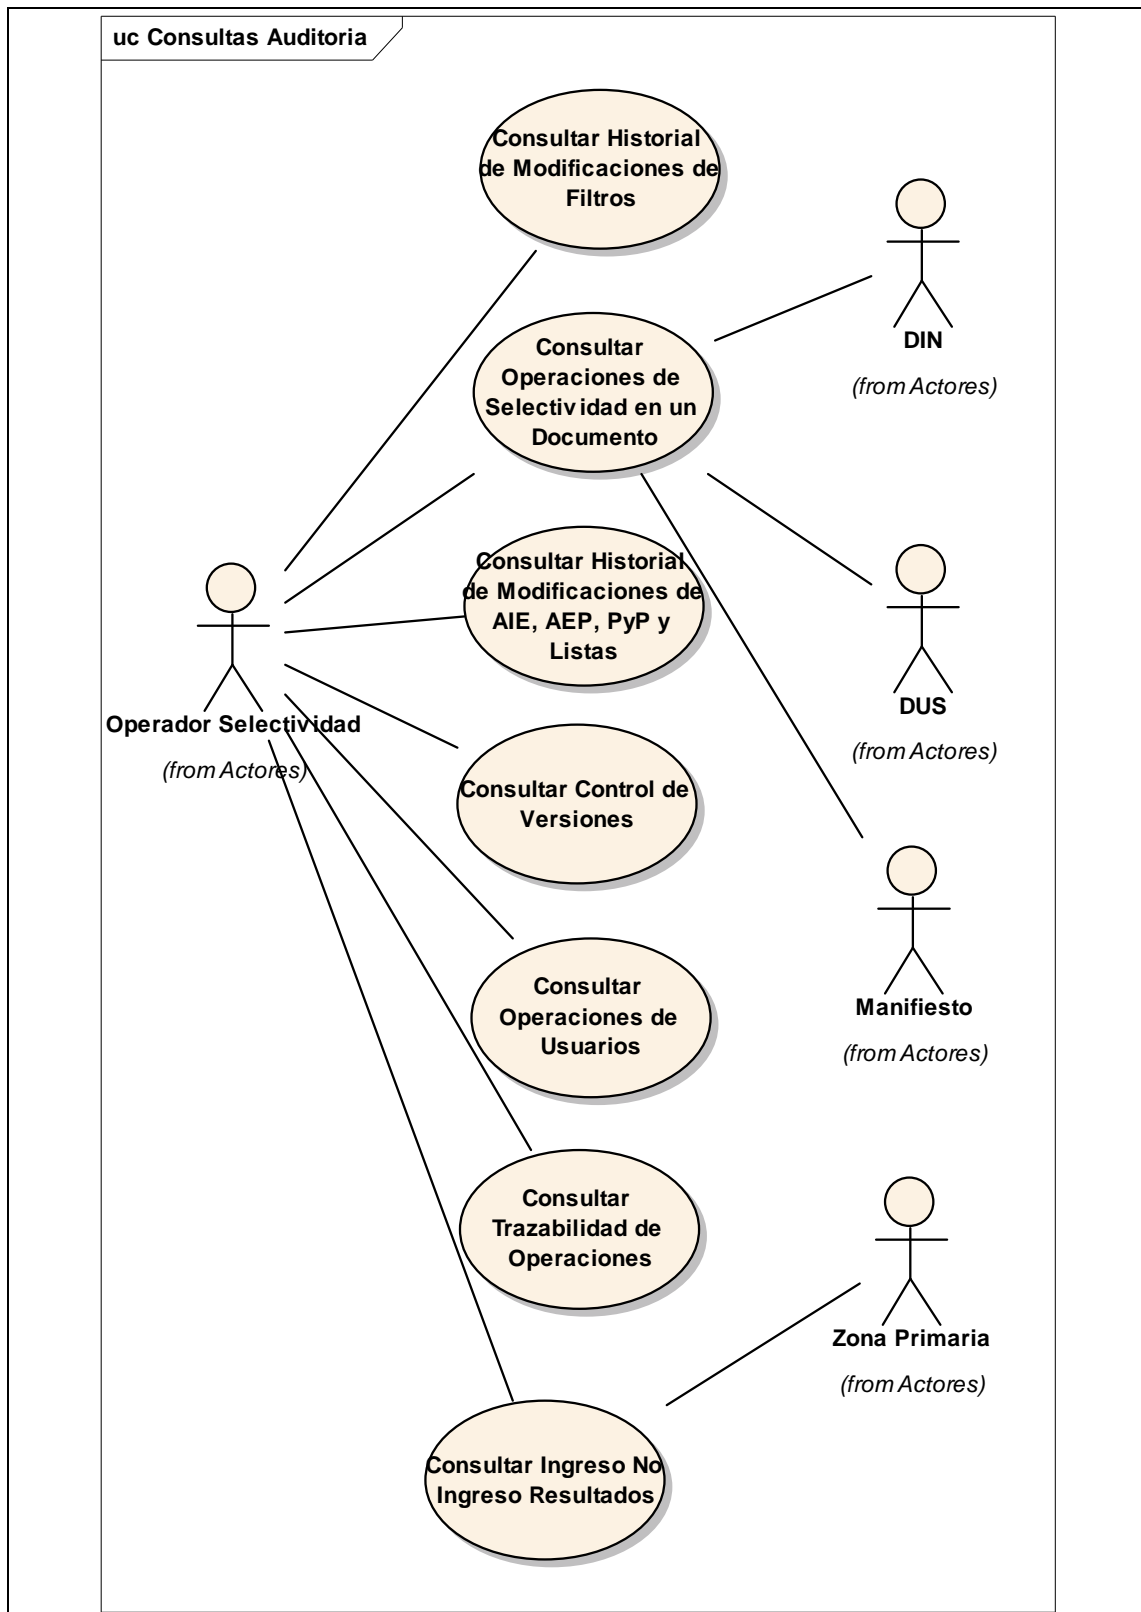 uc Consultas Auditoria
Consultar Historial
de Modificaciones de
Filtros
DIN
(from Actores)
Consultar
Operaciones de
Selectividad en un
Documento
Consultar Historial
de Modificaciones de
AIE, AEP, PyP y
Listas
DUS
(from Actores)
Operador Selectividad
(from Actores)
Consultar Control de
Versiones
Manifiesto
(from Actores)
Consultar
Operaciones de
Usuarios
Consultar
Trazabilidad de
Operaciones
Zona Primaria
(from Actores)
Consultar Ingreso No
Ingreso Resultados